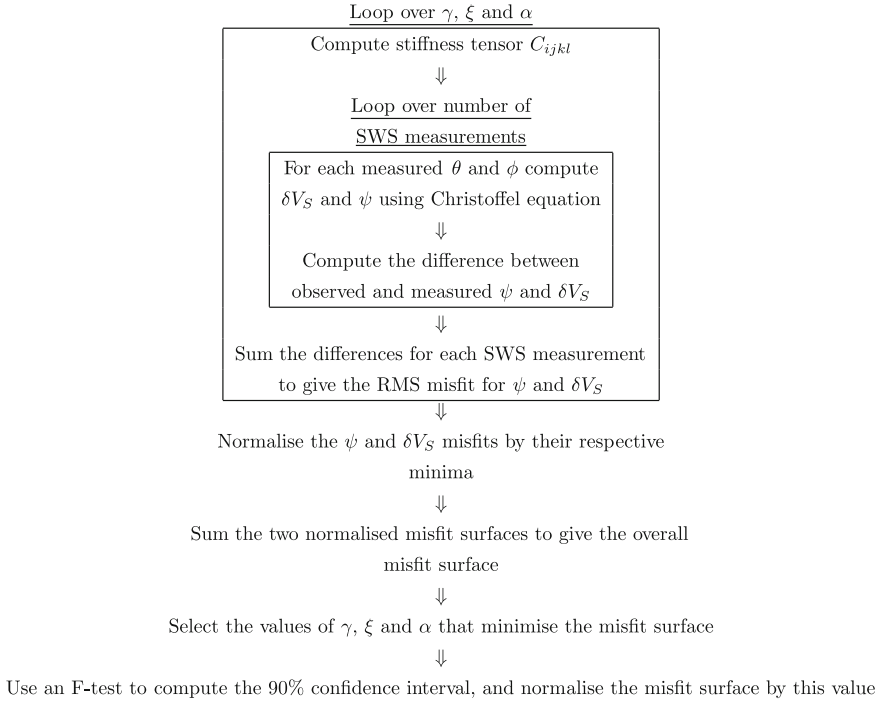 Loop over γ, ξ and α
Compute stiffness tensor C_{ijkl}
⇓
Loop over number of
SWS measurements
For each measured θ and ϕ compute
δV_S and ψ using Christoffel equation
⇓
Compute the difference between
observed and measured ψ and δV_S
⇓
Sum the differences for each SWS measurement
to give the RMS misfit for ψ and δV_S
⇓
Normalise the ψ and δV_S misfits by their respective
minima
⇓
Sum the two normalised misfit surfaces to give the overall
misfit surface
⇓
Select the values of γ, ξ and α that minimise the misfit surface
⇓
Use an F-test to compute the 90% confidence interval, and normalise the misfit surface by this value